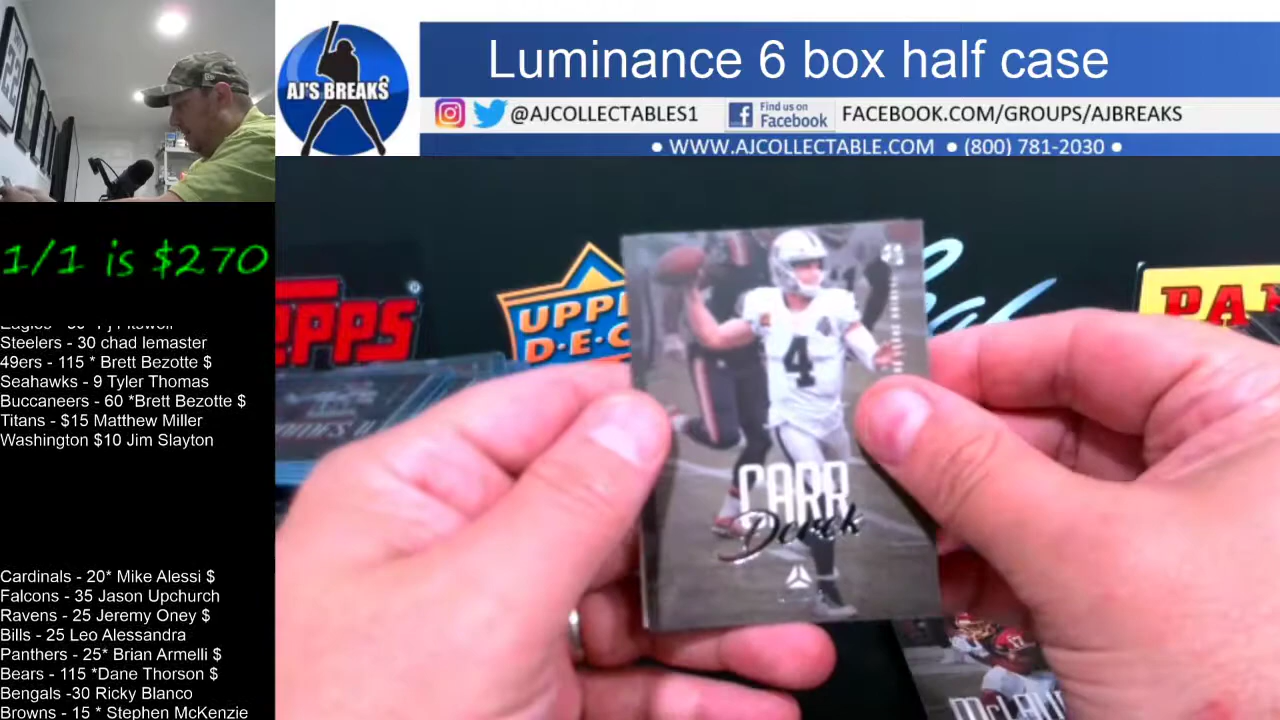 Luminance 6 box half case
AJ'S BREAKS
@AJCOLLECTABLES1
Find us on
Facebook
FACEBOOK.COM/GROUPS/AJBREAKS
• WWW.AJCOLLECTABLE.COM • (800) 781-2030 •
1/1 is $270
Steelers - 30 chad lemaster
49ers - 115 * Brett Bezotte $
Seahawks - 9 Tyler Thomas
Buccaneers - 60 *Brett Bezotte $
Titans - $15 Matthew Miller
Washington $10 Jim Slayton
Cardinals - 20* Mike Alessi $
Falcons - 35 Jason Upchurch
Ravens - 25 Jeremy Oney $
Bills - 25 Leo Alessandra
Panthers - 25* Brian Armelli $
Bears - 115 *Dane Thorson $
Bengals -30 Ricky Blanco
Browns - 15 * Stephen McKenzie
4
CARR
Derek